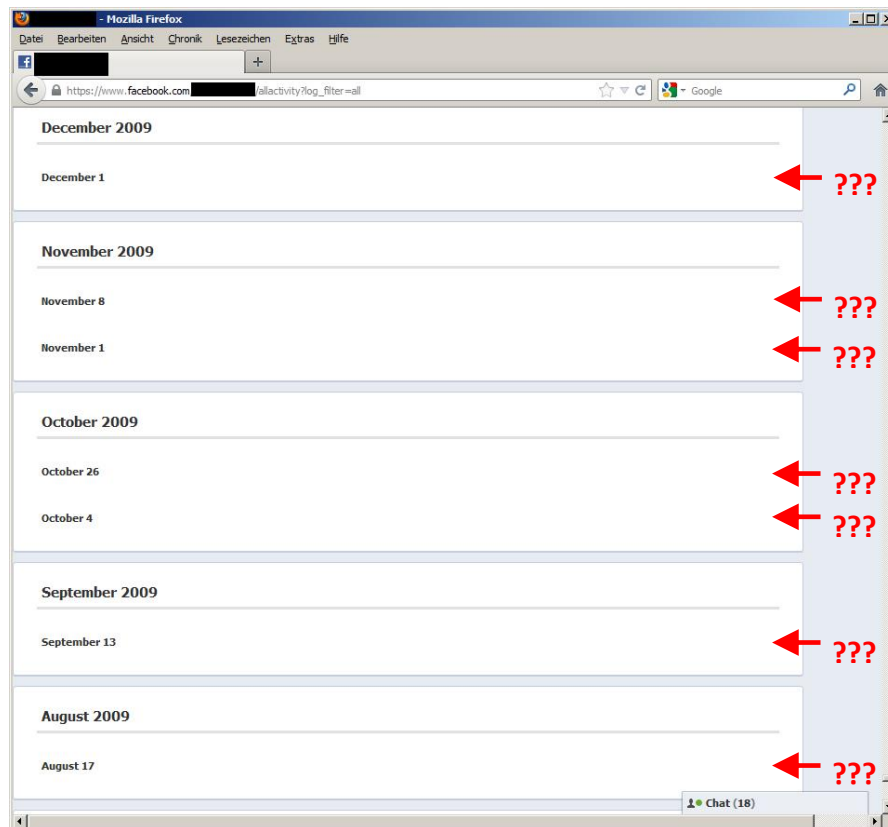 - Mozilla Firefox
Datei Bearbeiten Ansicht Chronik Lesezeichen Extras Hilfe
f
+
https://www.facebook.com /allactivity?log_filter=all Google
December 2009
December 1 ???
November 2009
November 8 ???
November 1 ???
October 2009
October 26 ???
October 4 ???
September 2009
September 13 ???
August 2009
August 17 ???
Chat (18)